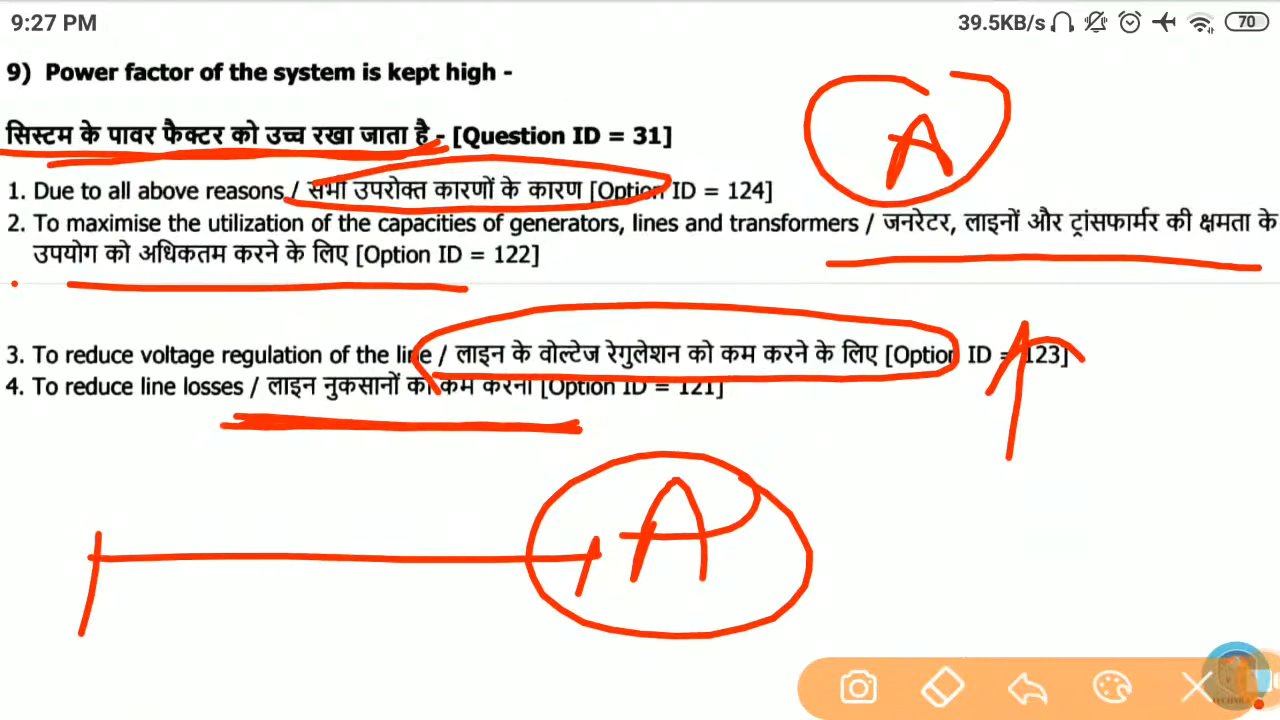 9:27 PM 39.5KB/s 70
9) Power factor of the system is kept high -
सिस्टम के पावर फैक्टर को उच्च रखा जाता है - [Question ID = 31]
A
1. Due to all above reasons / सभी उपरोक्त कारणों के कारण [Option ID = 124]
2. To maximise the utilization of the capacities of generators, lines and transformers / जनरेटर, लाइनों और ट्रांसफार्मर की क्षमता के
उपयोग को अधिकतम करने के लिए [Option ID = 122]
3. To reduce voltage regulation of the line / लाइन के वोल्टेज रेगुलेशन को कम करने के लिए [Option ID = 123]
4. To reduce line losses / लाइन नुकसानों को कम करना [Option ID = 121]
A